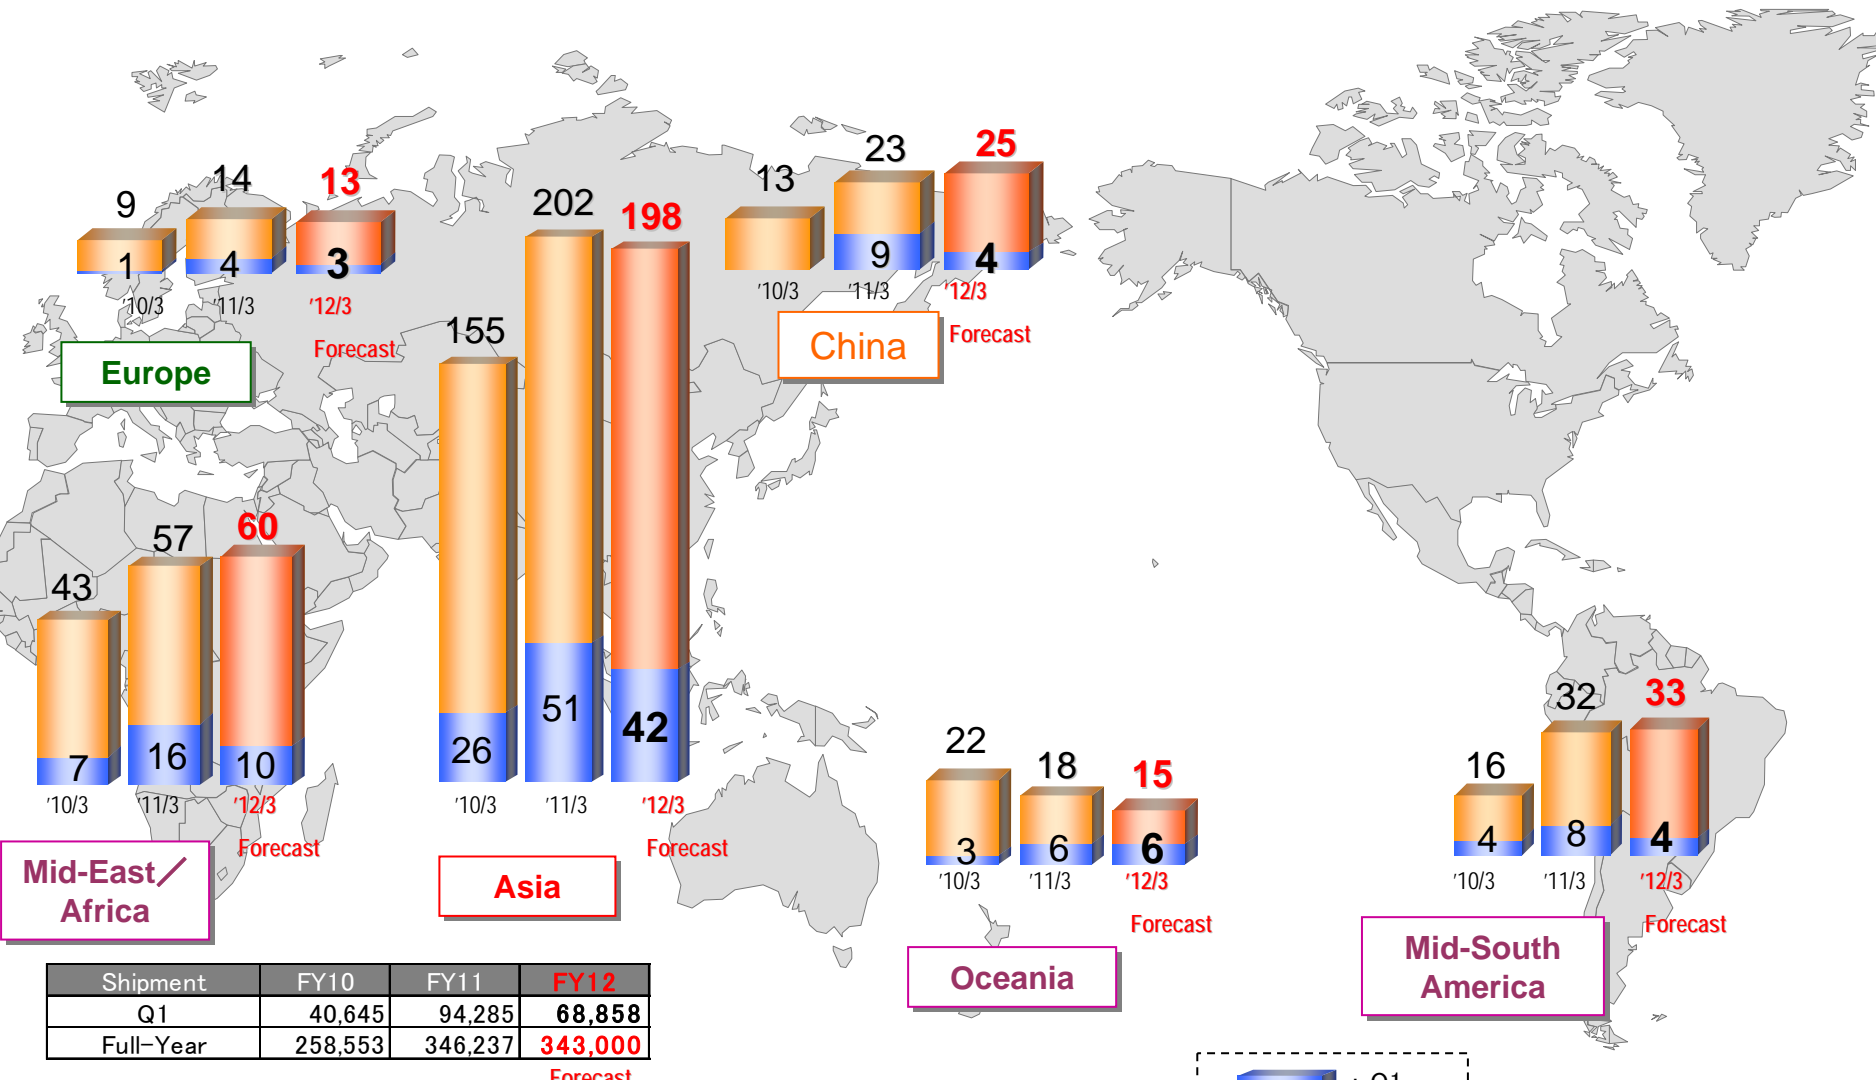 9
14
13
1
4
3
'10/3
'11/3
'12/3
Forecast
Europe
13
23
25
9
4
'10/3
'11/3
'12/3
Forecast
China
155
202
198
26
51
42
'10/3
'11/3
'12/3
Forecast
Asia
43
57
60
7
16
10
'10/3
'11/3
'12/3
Forecast
Mid-East／
Africa
22
18
15
3
6
6
'10/3
'11/3
'12/3
Forecast
Oceania
16
32
33
4
8
4
'10/3
'11/3
'12/3
Forecast
Mid-South
America
Shipment FY10 FY11 FY12
Q1 40,645 94,285 68,858
Full-Year 258,553 346,237 343,000
Forecast
: Q1